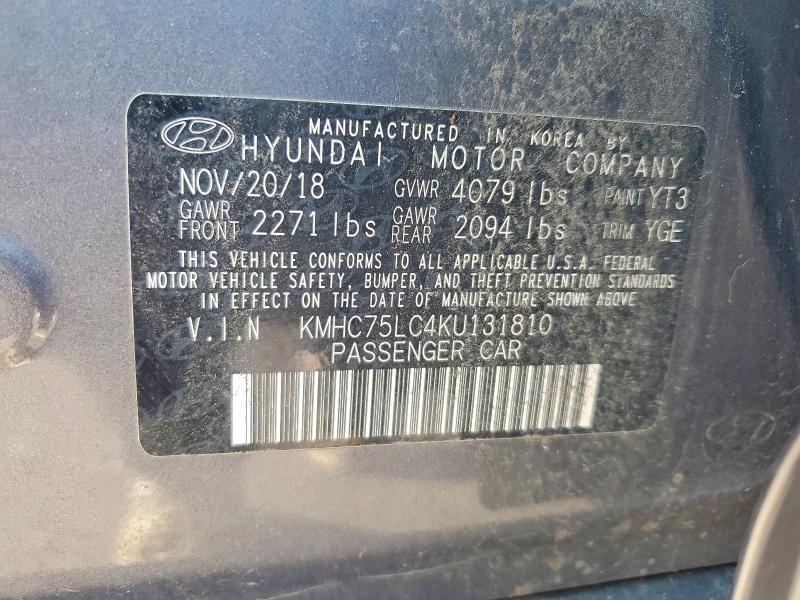 MANUFACTURED IN KOREA BY
HYUNDAI MOTOR COMPANY
NOV/20/18 GVWR 4079 lbs PAINT YT3
GAWR FRONT 2271 lbs GAWR REAR 2094 lbs TRIM YGE
THIS VEHICLE CONFORMS TO ALL APPLICABLE U.S.A. FEDERAL
MOTOR VEHICLE SAFETY, BUMPER, AND THEFT PREVENTION STANDARDS
IN EFFECT ON THE DATE OF MANUFACTURE SHOWN ABOVE
V.I.N KMHC75LC4KU131810
PASSENGER CAR